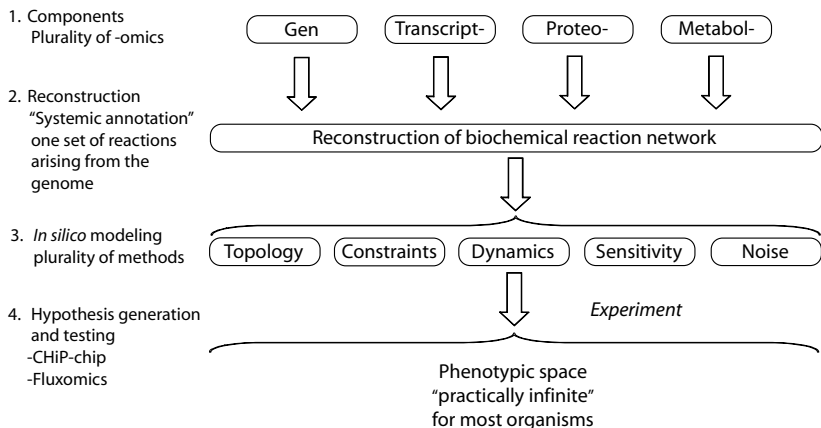 1. Components
Plurality of -omics
Gen
Transcript-
Proteo-
Metabol-
2. Reconstruction
"Systemic annotation"
one set of reactions
arising from the
genome
Reconstruction of biochemical reaction network
3. In silico modeling
plurality of methods
Topology
Constraints
Dynamics
Sensitivity
Noise
4. Hypothesis generation
and testing
-CHiP-chip
-Fluxomics
Experiment
Phenotypic space
"practically infinite"
for most organisms